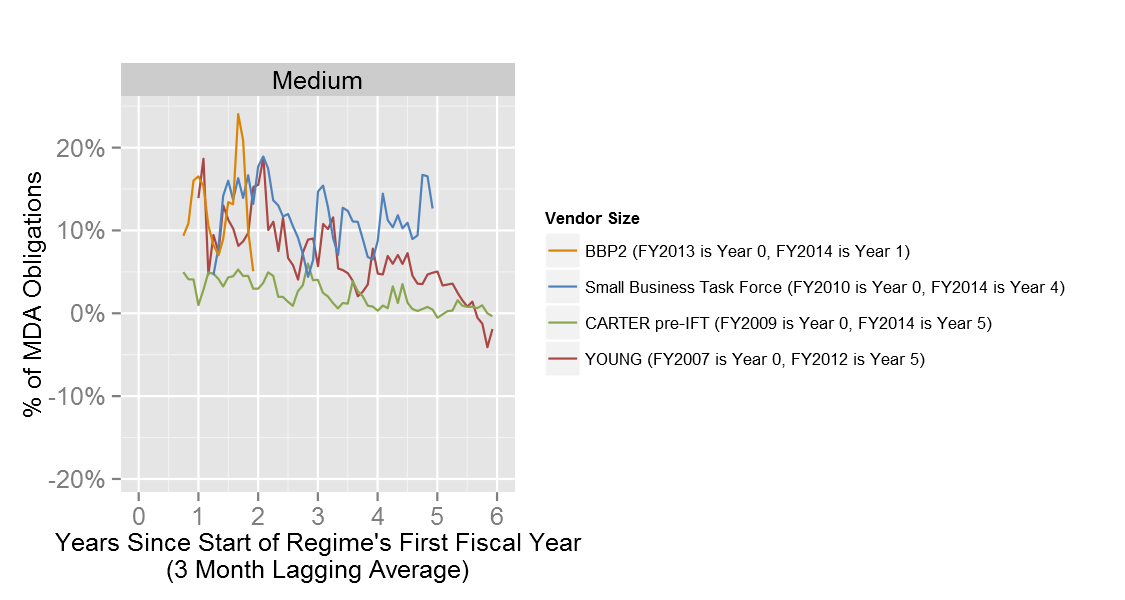 Medium
% of MDA Obligations
20%
10%
0%
-10%
-20%
0 1 2 3 4 5 6
Years Since Start of Regime's First Fiscal Year
(3 Month Lagging Average)
Vendor Size
BBP2 (FY2013 is Year 0, FY2014 is Year 1)
Small Business Task Force (FY2010 is Year 0, FY2014 is Year 4)
CARTER pre-IFT (FY2009 is Year 0, FY2014 is Year 5)
YOUNG (FY2007 is Year 0, FY2012 is Year 5)